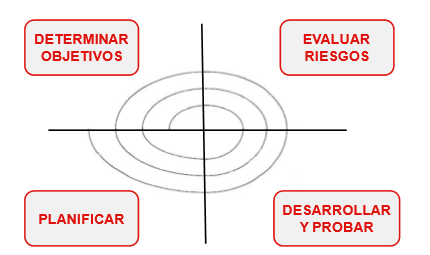 DETERMINAR
OBJETIVOS
EVALUAR
RIESGOS
PLANIFICAR
DESARROLLAR
Y PROBAR